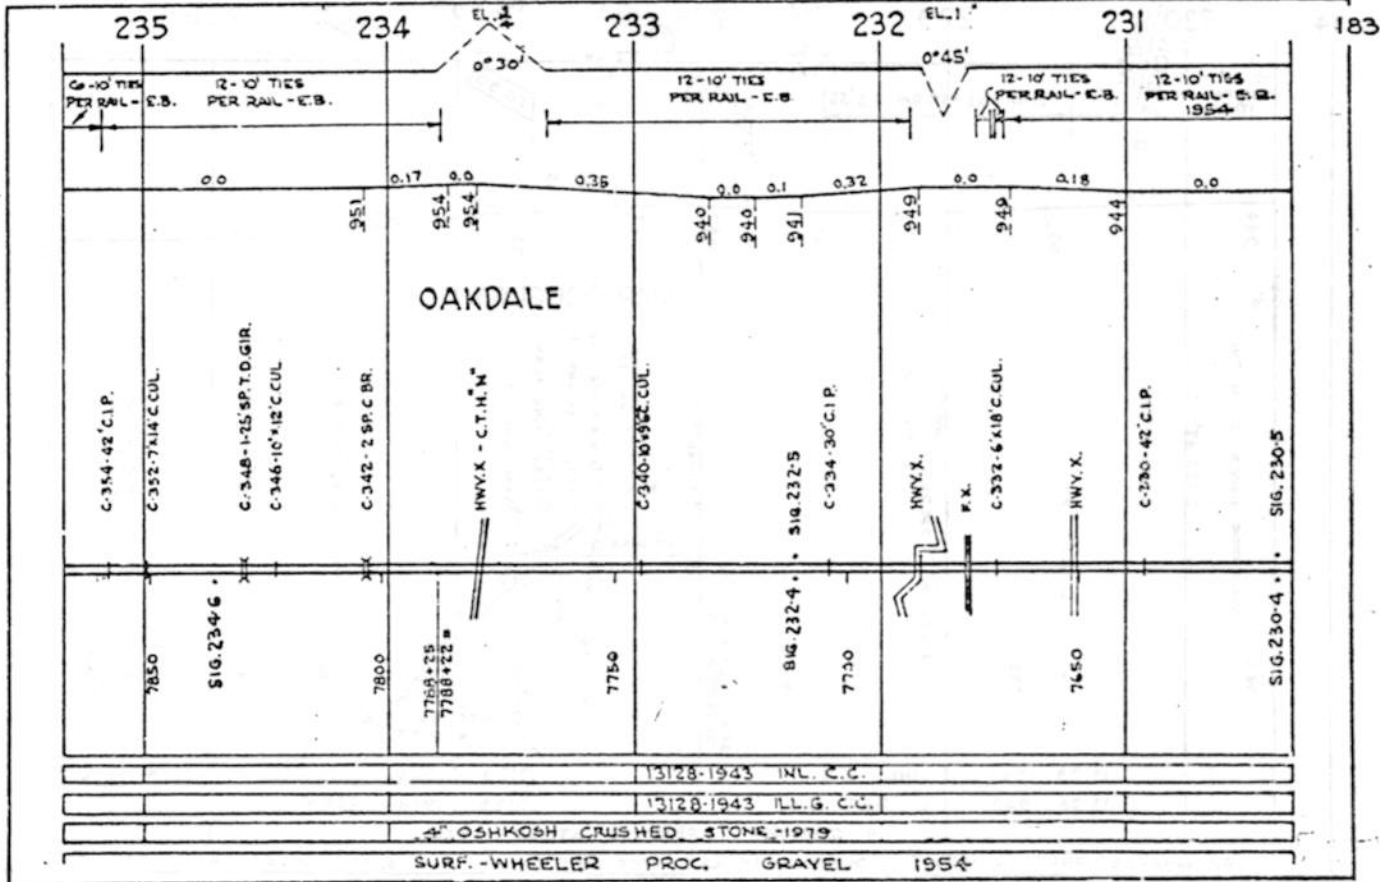 235
234
EL. 3/4"
233
232
EL. 1"
231
183
0°30'
0°45'
6-10' TIES
PER RAIL - E.B.
12-10' TIES
PER RAIL - E.B.
12-10' TIES
PER RAIL - E.B.
12-10' TIES
PER RAIL - E.B.
12-10' TIES
PER RAIL - E.B.
1954
0.0
0.17
0.0
0.36
0.0
0.1
0.32
0.0
0.18
0.0
951
954
954
940
940
941
949
949
944
OAKDALE
C-354-42" C.I.P.
C-352-7'X14' C.CUL.
C-348-1-25' SP. T.D.GIR.
C-346-10'X12' C.CUL.
C-342-2 SP. C BR.
HWY. X - C.T.H. "N"
C-340-10' C.CUL.
SIG. 232-5
C-334-30" C.I.P.
HWY. X.
F. X.
C-332-6'X18' C.CUL.
HWY. X.
C-330-42" C.I.P.
SIG. 230-5
7850
SIG. 234-6
7800
7788+25
7788+22 =
7750
SIG. 232-4
7700
7650
SIG. 230-4
13128-1943 INL. C.C.
13128-1943 ILL.G. C.C.
4" OSHKOSH CRUSHED STONE-1979
SURF.-WHEELER PROC. GRAVEL 1954